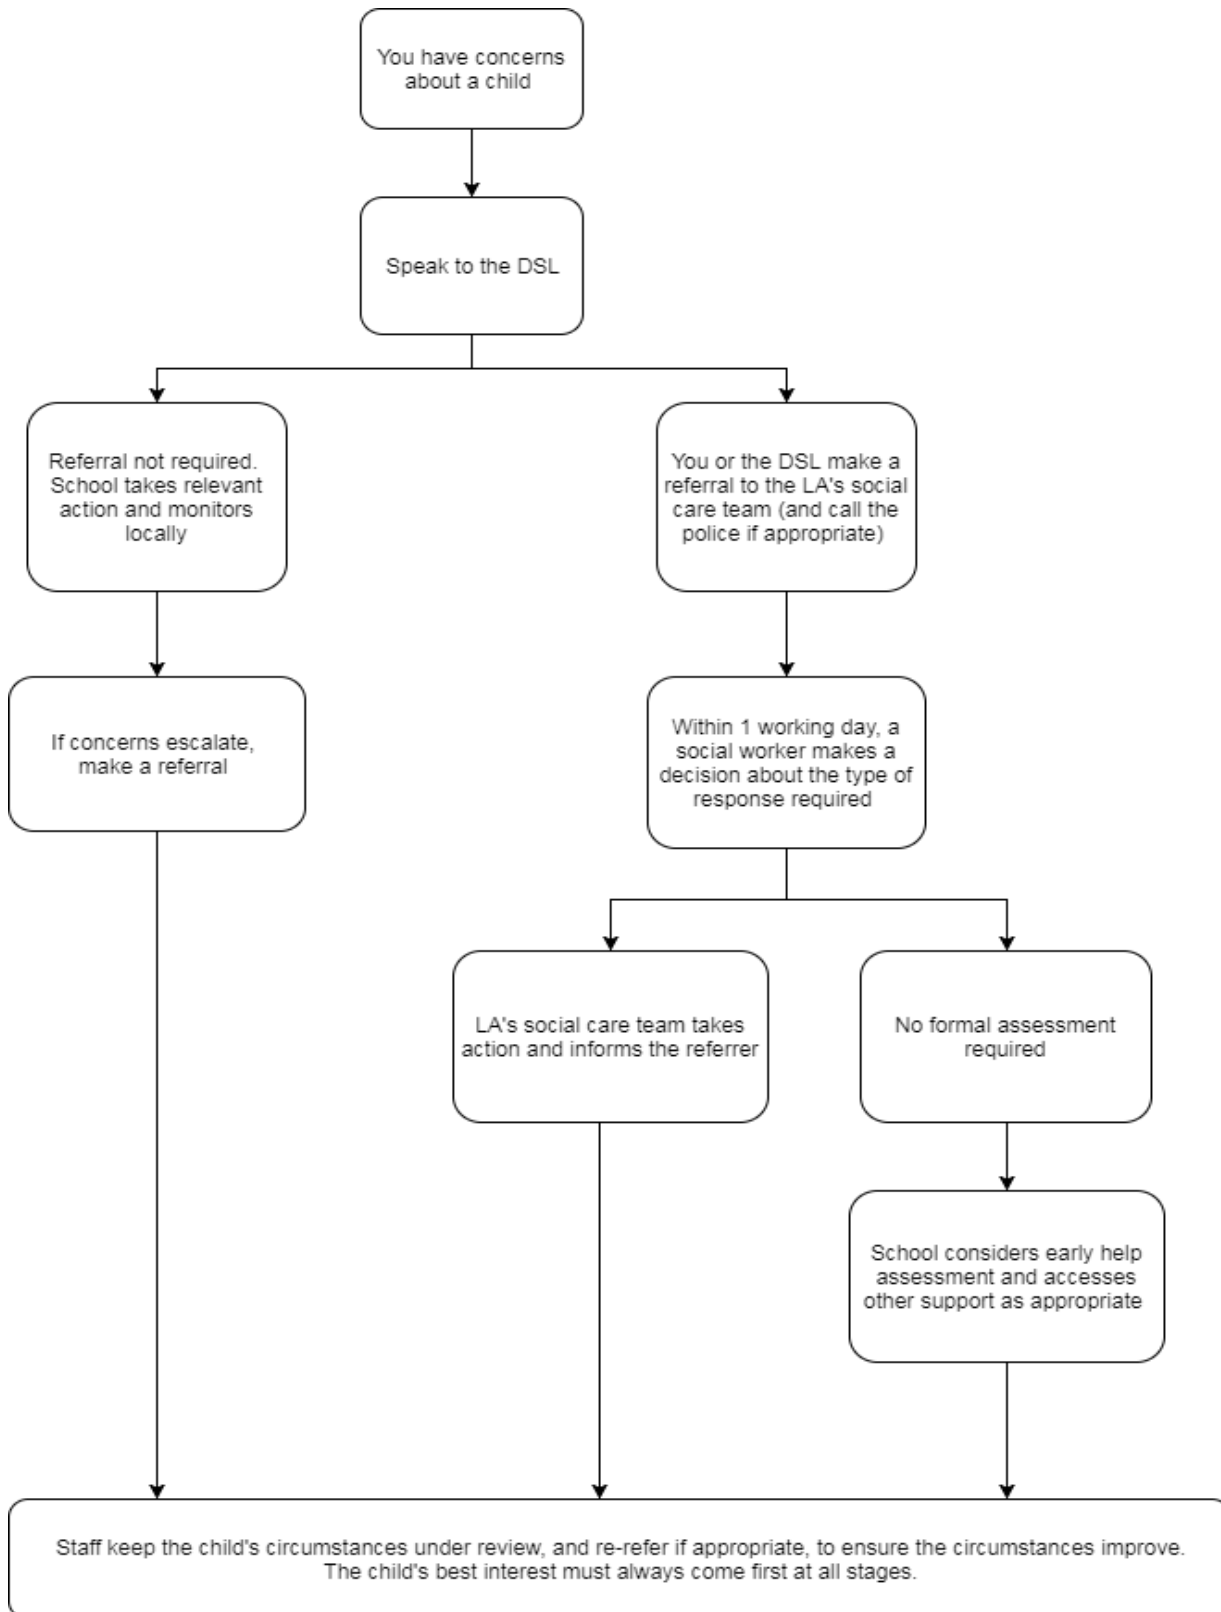 You have concerns
about a child
Speak to the DSL
Referral not required.
School takes relevant
action and monitors
locally
You or the DSL make a
referral to the LA's social
care team (and call the
police if appropriate)
If concerns escalate,
make a referral
Within 1 working day, a
social worker makes a
decision about the type of
response required
LA's social care team takes
action and informs the referrer
No formal assessment
required
School considers early help
assessment and accesses
other support as appropriate
Staff keep the child's circumstances under review, and re-refer if appropriate, to ensure the circumstances improve.
The child's best interest must always come first at all stages.